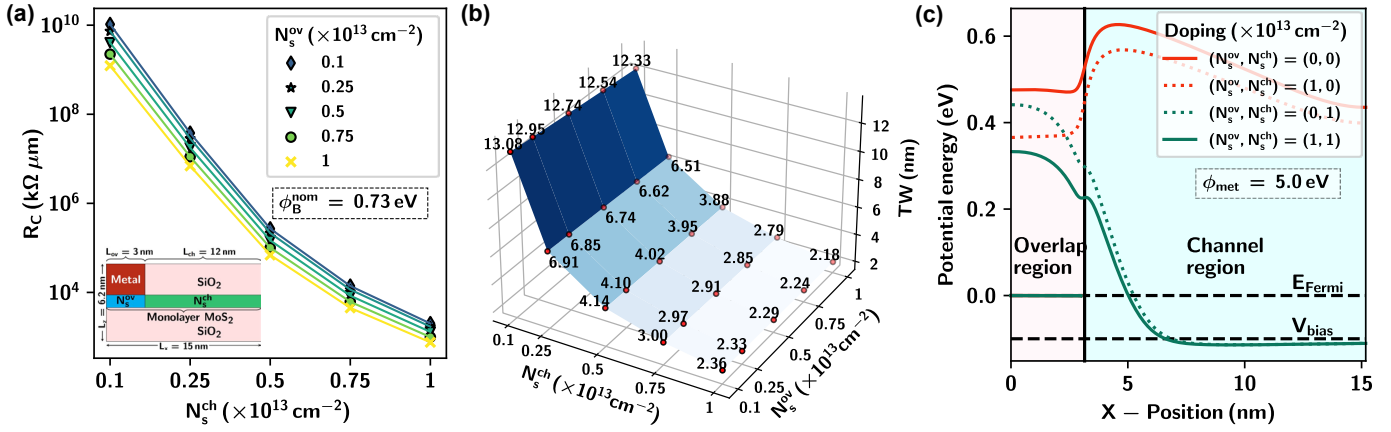 (a)
R_C (kΩ μm)
10^10
10^8
10^6
10^4
N_s^ov (×10^13 cm^−2)
0.1
0.25
0.5
0.75
1
ϕ_B^nom = 0.73 eV
L_ov = 3 nm
L_ch = 12 nm
Metal
SiO_2
N_s^ov
N_s^ch
Monolayer MoS_2
SiO_2
L_z = 6.2 nm
L_x = 15 nm
0.1
0.25
0.5
0.75
1
N_s^ch (×10^13 cm^−2)
(b)
13.08
12.95
12.74
12.54
12.33
6.91
6.85
6.74
6.62
6.51
4.14
4.10
4.02
3.95
3.88
3.00
2.97
2.91
2.85
2.79
2.36
2.33
2.29
2.24
2.18
TW (nm)
12
10
8
6
4
2
0.1
0.25
0.5
0.75
1
N_s^ch (×10^13 cm^−2)
0.1
0.25
0.5
0.75
1
N_s^ov (×10^13 cm^−2)
(c)
Potential energy (eV)
0.6
0.4
0.2
0.0
Doping (×10^13 cm^−2)
(N_s^ov, N_s^ch) = (0, 0)
(N_s^ov, N_s^ch) = (1, 0)
(N_s^ov, N_s^ch) = (0, 1)
(N_s^ov, N_s^ch) = (1, 1)
ϕ_met = 5.0 eV
Overlap
region
Channel
region
E_Fermi
V_bias
0
5
10
15
X − Position (nm)